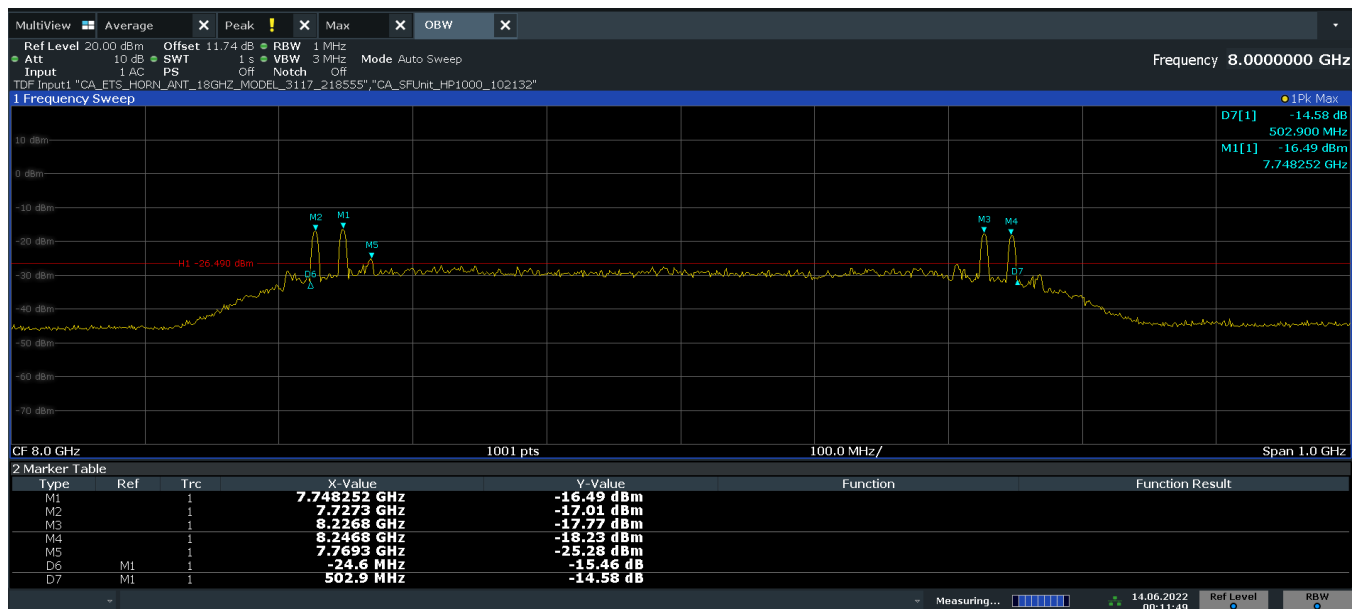 MultiView Average X Peak ! X Max X OBW X
Ref Level 20.00 dBm Offset 11.74 dB RBW 1 MHz
Att 10 dB SWT 1 s VBW 3 MHz Mode Auto Sweep
Frequency 8.0000000 GHz
Input 1 AC PS Off Notch Off
TDF Input1 "CA_ETS_HORN_ANT_18GHZ_MODEL_3117_218555","CA_SFUnit_HP1000_102132"
1 Frequency Sweep 1Pk Max
D7[1] -14.58 dB
502.900 MHz
M1[1] -16.49 dBm
7.748252 GHz
10 dBm
0 dBm
-10 dBm
M2 M1 M3 M4
-20 dBm
M5
H1 -26.490 dBm
-30 dBm D6 D7
-40 dBm
-50 dBm
-60 dBm
-70 dBm
CF 8.0 GHz 1001 pts 100.0 MHz/ Span 1.0 GHz
2 Marker Table
Type Ref Trc X-Value Y-Value Function Function Result
M1 1 7.748252 GHz -16.49 dBm
M2 1 7.7273 GHz -17.01 dBm
M3 1 8.2268 GHz -17.77 dBm
M4 1 8.2468 GHz -18.23 dBm
M5 1 7.7693 GHz -25.28 dBm
D6 M1 1 -24.6 MHz -15.46 dB
D7 M1 1 502.9 MHz -14.58 dB
Measuring... 14.06.2022 Ref Level RBW
00:11:49